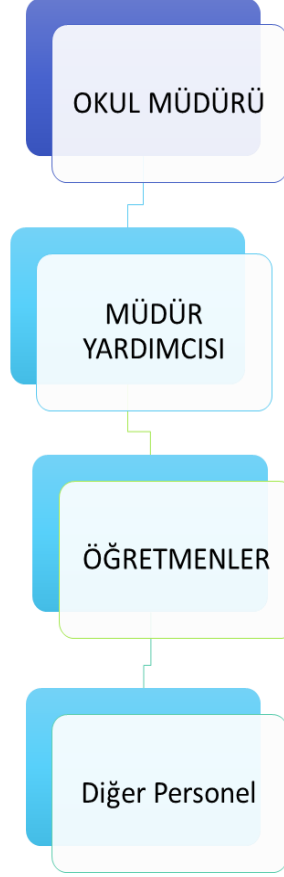 OKUL MÜDÜRÜ
MÜDÜR
YARDIMCISI
ÖĞRETMENLER
Diğer Personel